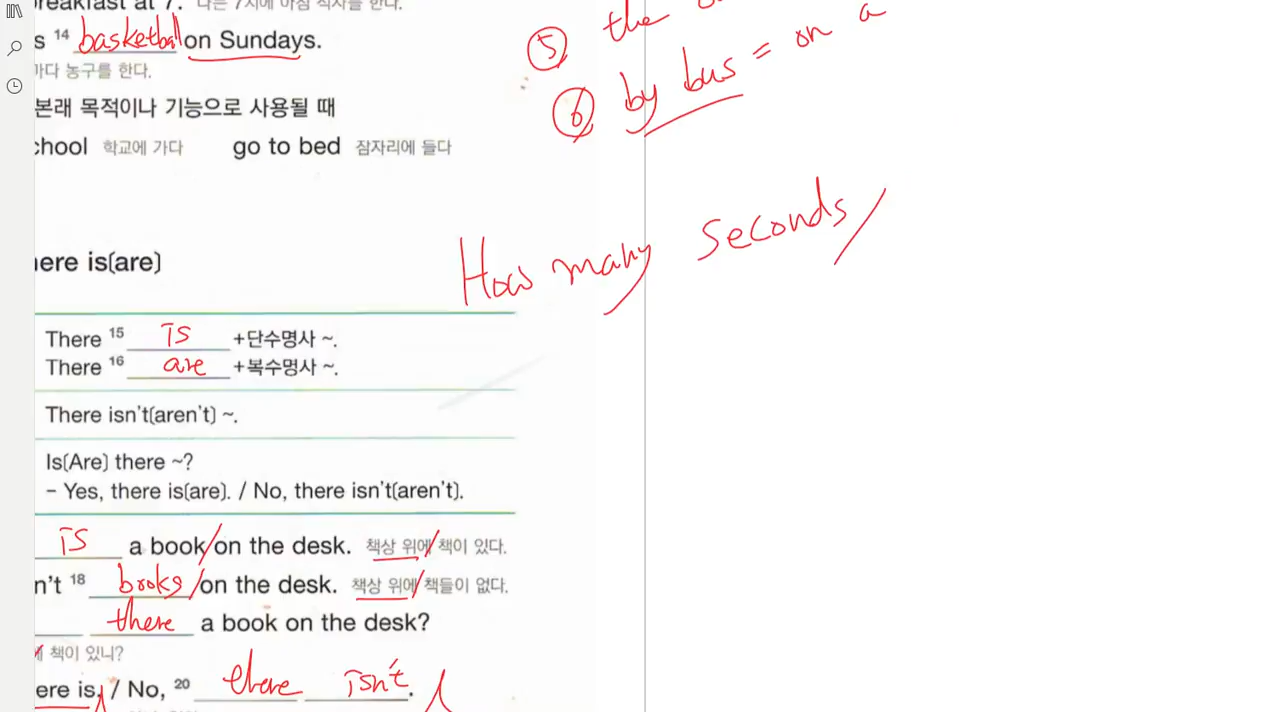 breakfast at 7. 나는 7시에 아침 식사를 한다.
s 14 basketball on Sundays.
마다 농구를 한다.
본래 목적이나 기능으로 사용될 때
chool 학교에 가다 go to bed 잠자리에 들다
⑤ the
⑥ by bus = on a
How many seconds /
here is(are)
There 15 is +단수명사 ~.
There 16 are +복수명사 ~.
There isn't(aren't) ~.
Is(Are) there ~?
– Yes, there is(are). / No, there isn't(aren't).
is a book / on the desk. 책상 위에 / 책이 있다.
n't 18 books / on the desk. 책상 위에 / 책들이 없다.
there a book on the desk?
에 책이 있니?
ere is, / No, 20 there isn't.